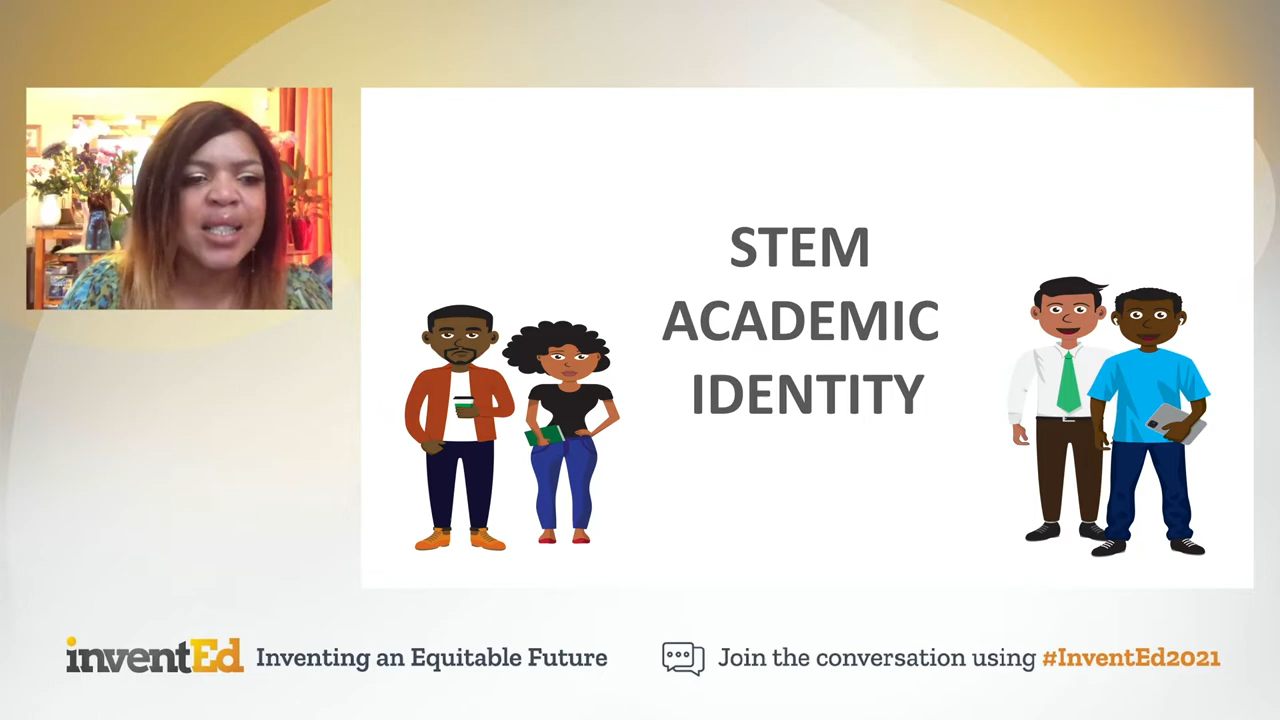 STEM
ACADEMIC
IDENTITY
inventEd Inventing an Equitable Future
Join the conversation using #InventEd2021